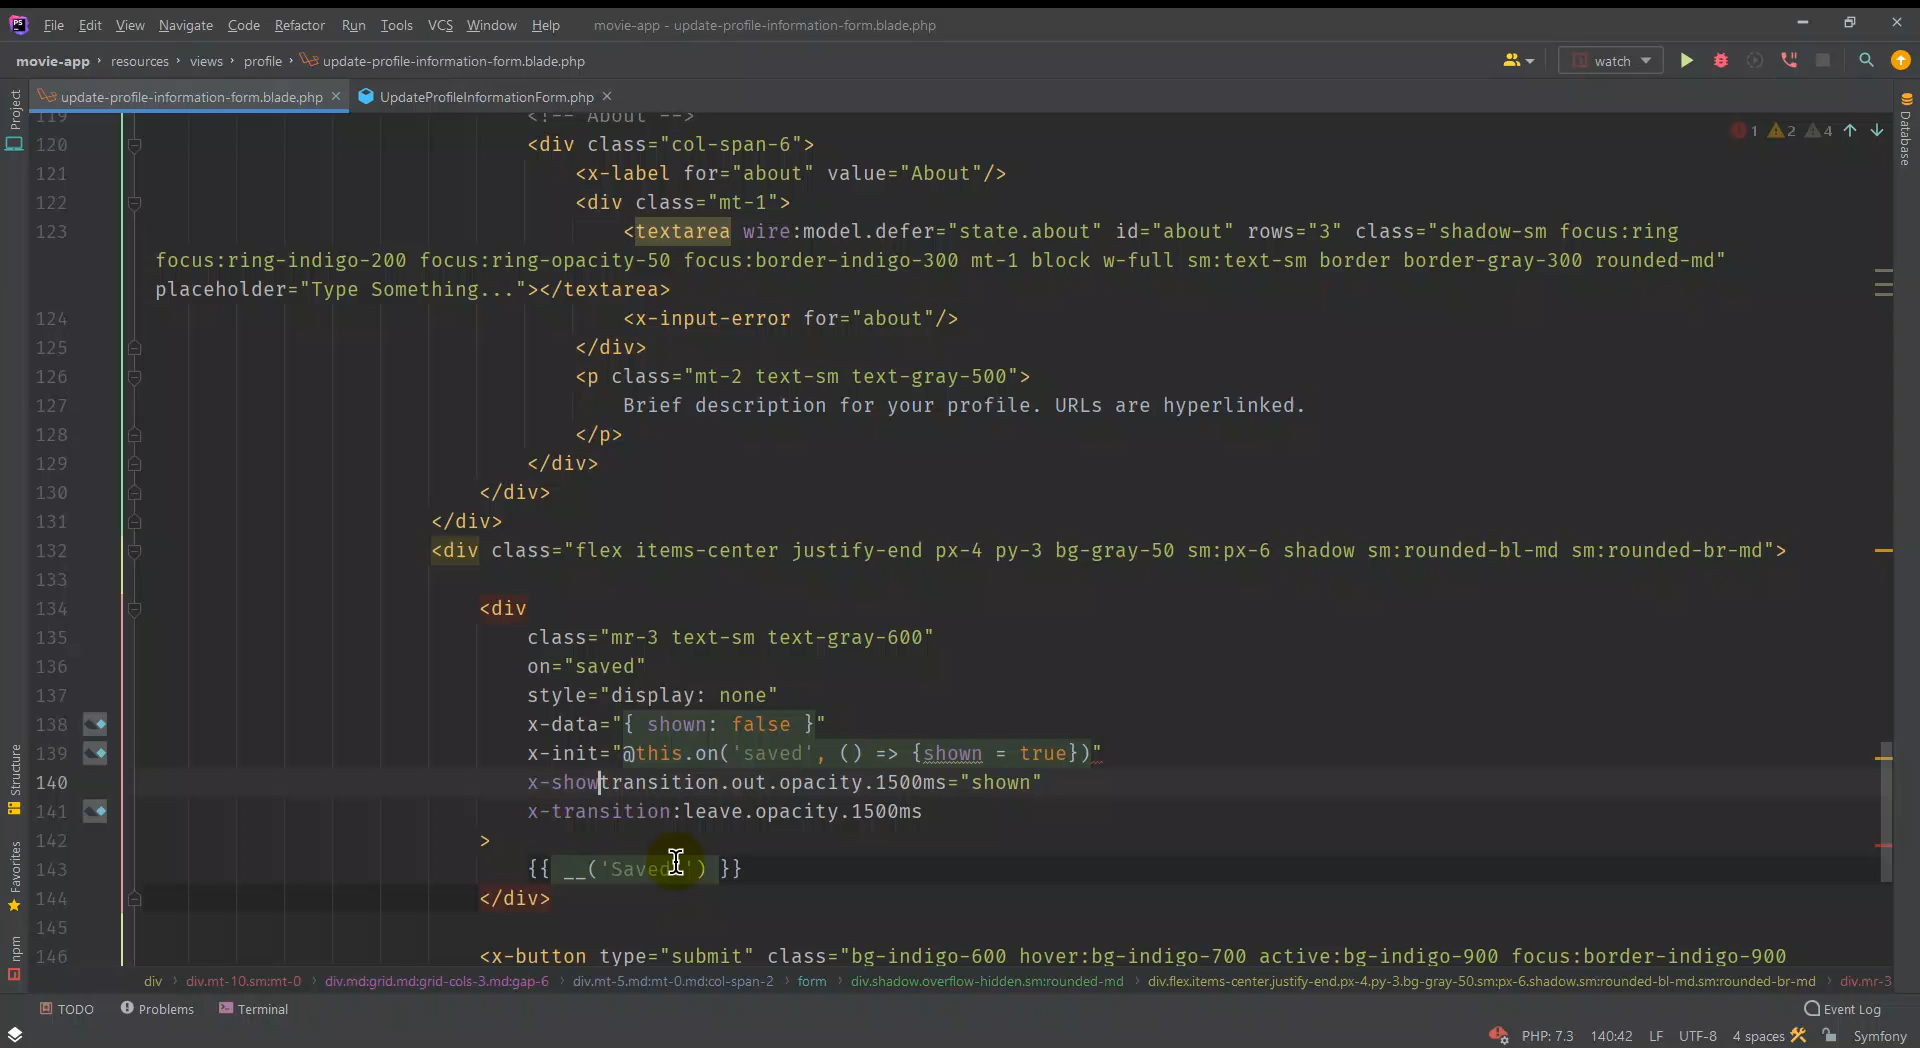 File Edit View Navigate Code Refactor Run Tools VCS Window Help movie-app - update-profile-information-form.blade.php
movie-app resources views profile update-profile-information-form.blade.php watch
update-profile-information-form.blade.php UpdateProfileInformationForm.php
Project
Database
Structure
Favorites
npm
1 2 4
119 <!-- About -->
120 <div class="col-span-6">
121 <x-label for="about" value="About"/>
122 <div class="mt-1">
123 <textarea wire:model.defer="state.about" id="about" rows="3" class="shadow-sm focus:ring
focus:ring-indigo-200 focus:ring-opacity-50 focus:border-indigo-300 mt-1 block w-full sm:text-sm border border-gray-300 rounded-md"
placeholder="Type Something..."></textarea>
124 <x-input-error for="about"/>
125 </div>
126 <p class="mt-2 text-sm text-gray-500">
127 Brief description for your profile. URLs are hyperlinked.
128 </p>
129 </div>
130 </div>
131 </div>
132 <div class="flex items-center justify-end px-4 py-3 bg-gray-50 sm:px-6 shadow sm:rounded-bl-md sm:rounded-br-md">
133
134 <div
135 class="mr-3 text-sm text-gray-600"
136 on="saved"
137 style="display: none"
138 x-data="{ shown: false }"
139 x-init="@this.on('saved', () => {shown = true})"
140 x-showtransition.out.opacity.1500ms="shown"
141 x-transition:leave.opacity.1500ms
142 >
143 {{ __('Saved ') }}
144 </div>
145
146 <x-button type="submit" class="bg-indigo-600 hover:bg-indigo-700 active:bg-indigo-900 focus:border-indigo-900
div div.mt-10.sm:mt-0 div.md:grid.md:grid-cols-3.md:gap-6 div.mt-5.md:mt-0.md:col-span-2 form div.shadow.overflow-hidden.sm:rounded-md div.flex.items-center.justify-end.px-4.py-3.bg-gray-50.sm:px-6.shadow.sm:rounded-bl-md.sm:rounded-br-md div.mr-3
TODO Problems Terminal Event Log
PHP: 7.3 140:42 LF UTF-8 4 spaces Symfony